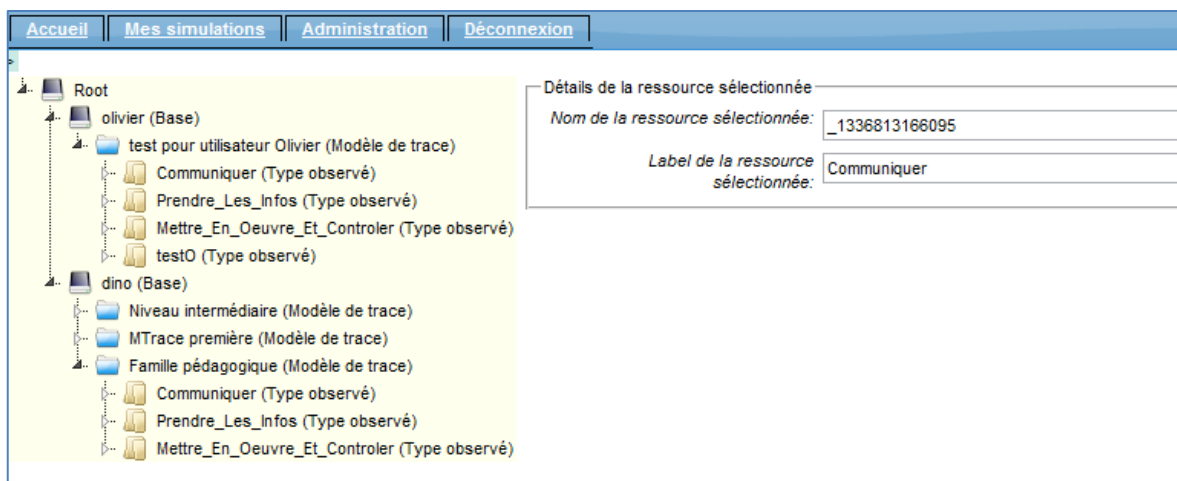 Accueil Mes simulations Administration Déconnexion
Root
olivier (Base)
test pour utilisateur Olivier (Modèle de trace)
Communiquer (Type observé)
Prendre_Les_Infos (Type observé)
Mettre_En_Oeuvre_Et_Controler (Type observé)
testO (Type observé)
dino (Base)
Niveau intermédiaire (Modèle de trace)
MTrace première (Modèle de trace)
Famille pédagogique (Modèle de trace)
Communiquer (Type observé)
Prendre_Les_Infos (Type observé)
Mettre_En_Oeuvre_Et_Controler (Type observé)
Détails de la ressource sélectionnée
Nom de la ressource sélectionnée: _1336813166095
Label de la ressource
sélectionnée: Communiquer